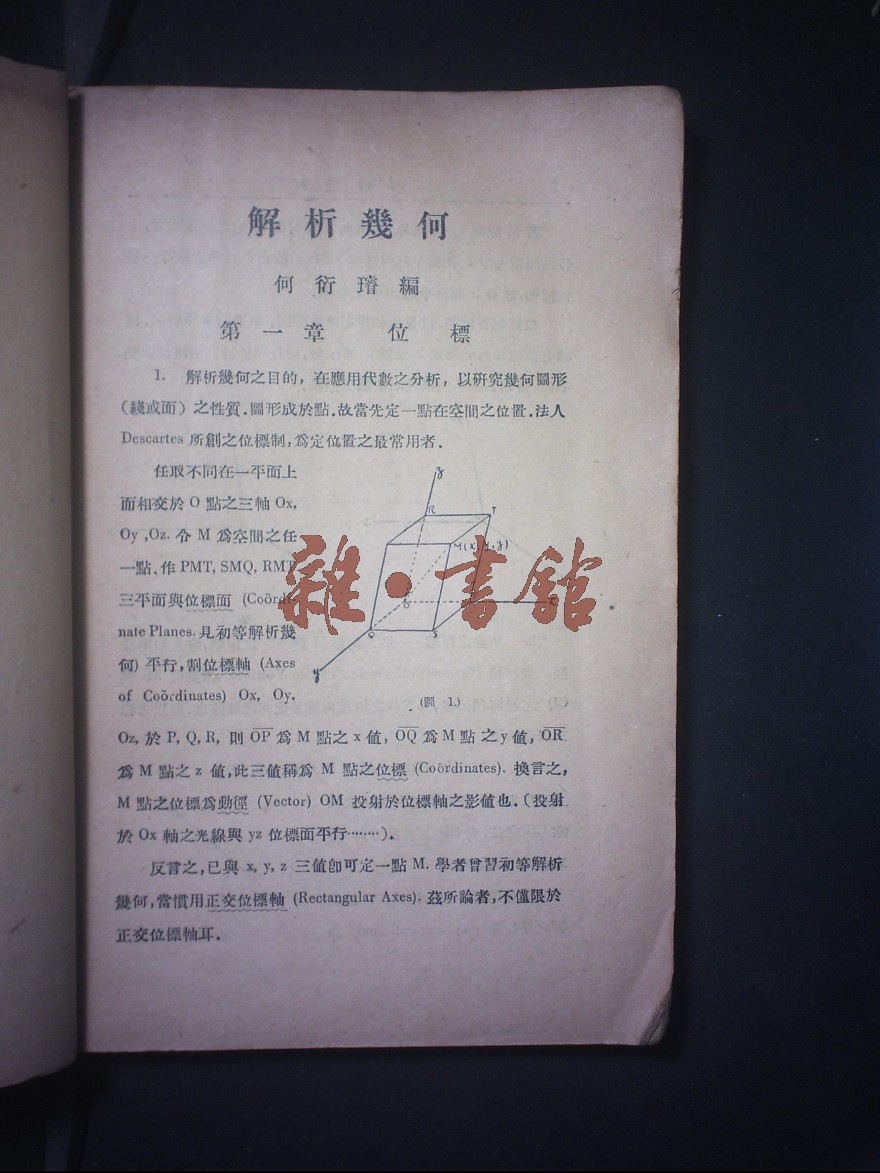 解析幾何
何衍璿編
第一章 位標
1. 解析幾何之目的，在應用代數之分析，以研究幾何圖形
（綫或面）之性質．圖形成於點．故當先定一點在空間之位置．法人
Descartes 所創之位標制，爲定位置之最常用者．
任取不同在一平面上
而相交於 O 點之三軸 Ox,
Oy ,Oz. 令 M 爲空間之任
一點．作 PMT, SMQ, RMT
三平面與位標面 (Coördi-
nate Planes. 見初等解析幾
何) 平行，割位標軸 (Axes
of Coördinates) Ox, Oy,
z
R
T
M(x,y,z)
Q
S
y
(圖 1.)
雜•書館
Oz, 於 P, Q, R, 則 OP 爲 M 點之 x 値，OQ 爲 M 點之 y 値，OR
爲 M 點之 z 値，此三値稱爲 M 點之位標 (Coördinates). 換言之，
M 點之位標爲動徑 (Vector) OM 投射於位標軸之影値也．（投射
於 Ox 軸之光線與 yz 位標面平行………）．
反言之，已與 x, y, z 三値卽可定一點 M. 學者曾習初等解析
幾何，當慣用正交位標軸 (Rectangular Axes). 茲所論者，不僅限於
正交位標軸耳．